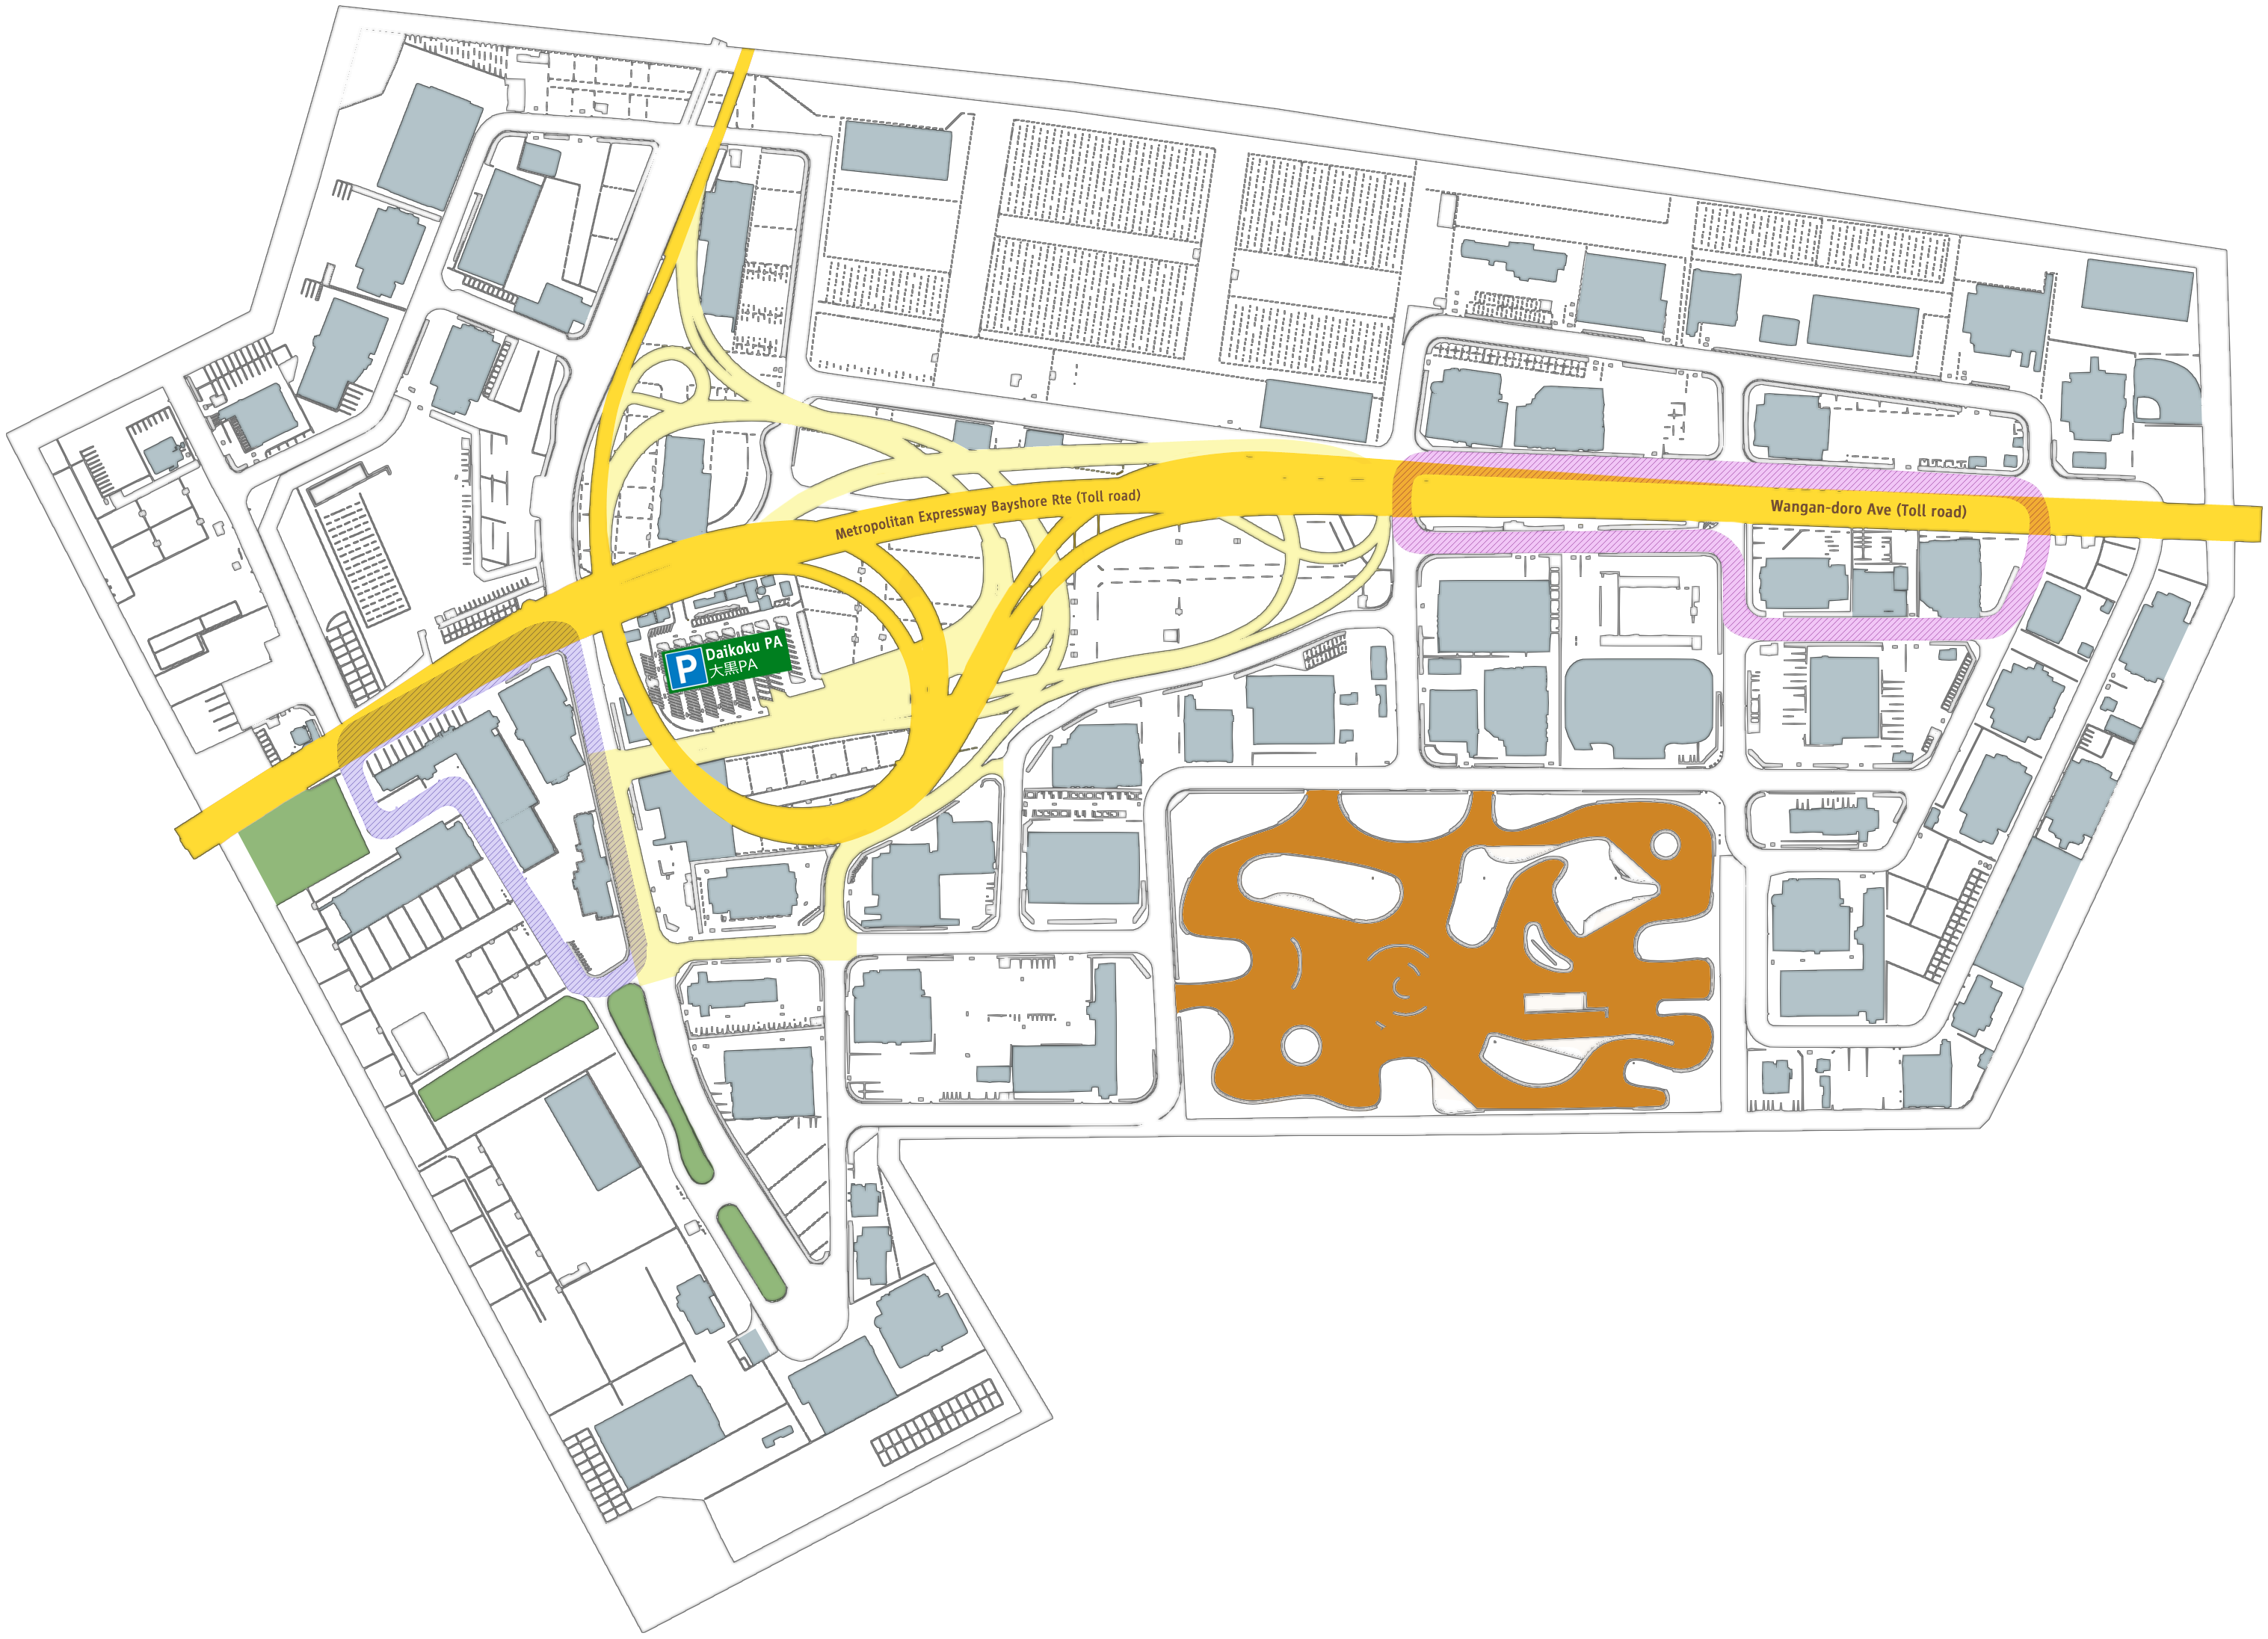 Metropolitan Expressway Bayshore Rte (Toll road)
Wangan-doro Ave (Toll road)
P
Daikoku PA
大黒PA